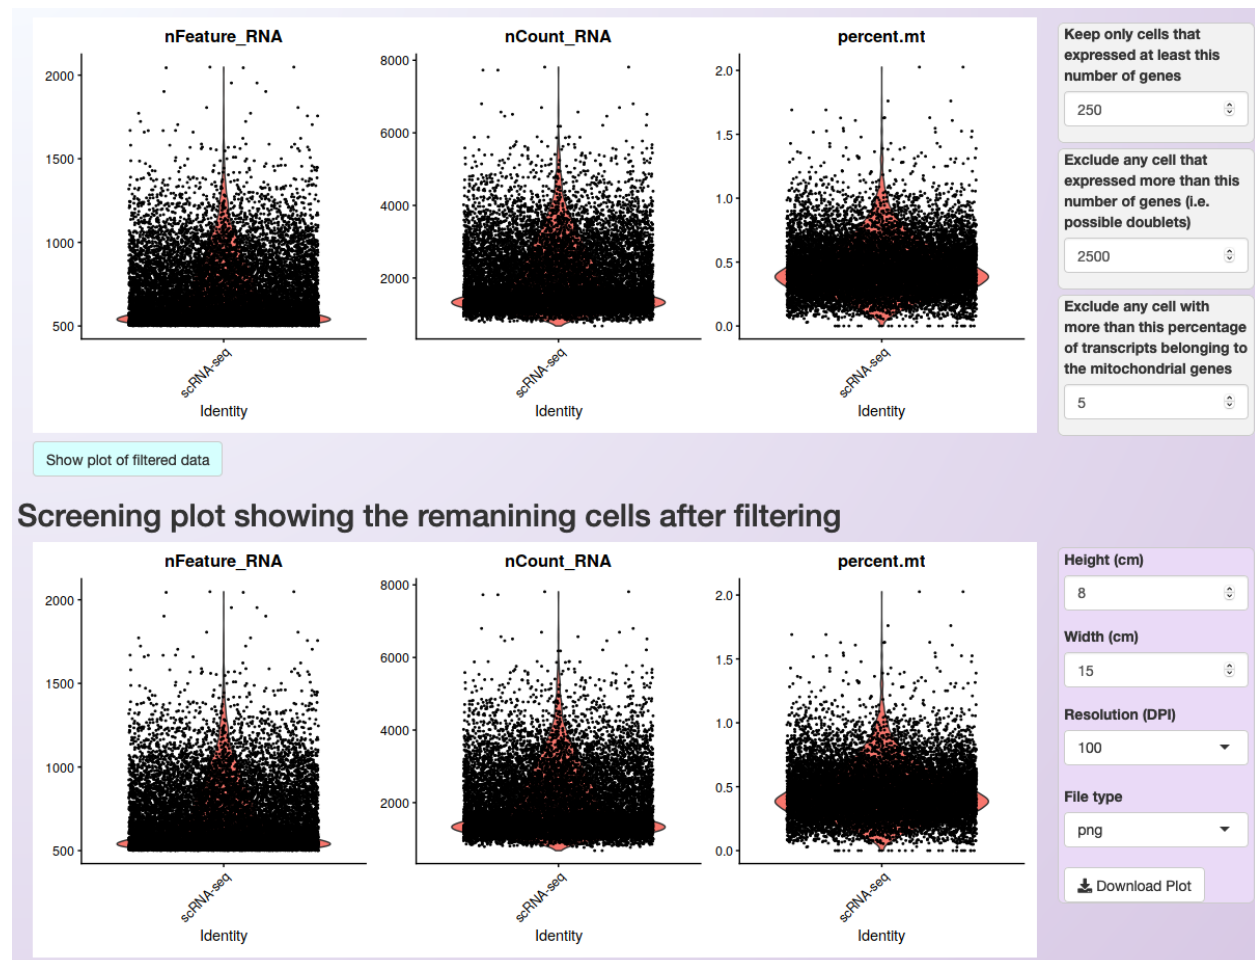 nFeature_RNA
nCount_RNA
percent.mt
2000
1500
1000
500
8000
6000
4000
2000
2.0
1.5
1.0
0.5
0.0
scRNA-seq
scRNA-seq
scRNA-seq
Identity
Identity
Identity
Keep only cells that
expressed at least this
number of genes
250
Exclude any cell that
expressed more than this
number of genes (i.e.
possible doublets)
2500
Exclude any cell with
more than this percentage
of transcripts belonging to
the mitochondrial genes
5
Show plot of filtered data
Screening plot showing the remanining cells after filtering
nFeature_RNA
nCount_RNA
percent.mt
2000
1500
1000
500
8000
6000
4000
2000
2.0
1.5
1.0
0.5
0.0
scRNA-seq
scRNA-seq
scRNA-seq
Identity
Identity
Identity
Height (cm)
8
Width (cm)
15
Resolution (DPI)
100
File type
png
Download Plot